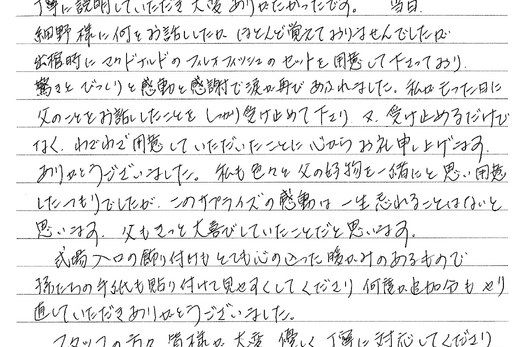 丁寧に説明していただき大変ありがたかったです。 当日、
細野様に何をお話ししたか ほとんど覚えておりませんでしたが
出棺時に マクドナルドの フィレオフィッシュの セットを用意して下さっており、
驚きと びっくりと感動と感謝で涙が再び あふれました。私が もった日に
父のことをお話ししたことを しっかり受け止めて下さり 又、受け止めるだけで
なく、わざわざ用意していただいたことに心からお礼申し上げます。
ありがとうございました。 私も色々と父の好物を一緒にと思い用意
したつもりでしたが、このサプライズの感動は一生忘れることはないと
思います。 父もきっと大喜びしていたことだと思います。
式場入口の飾り付けもとても心の込った暖かみのあるもので
孫たちの手紙も貼り付けて見やすくしてくださり 何度か追加分もやり
直していただきありがとうございました。
スタッフの方々 皆様が大変 優しく 丁寧に対応してくださり